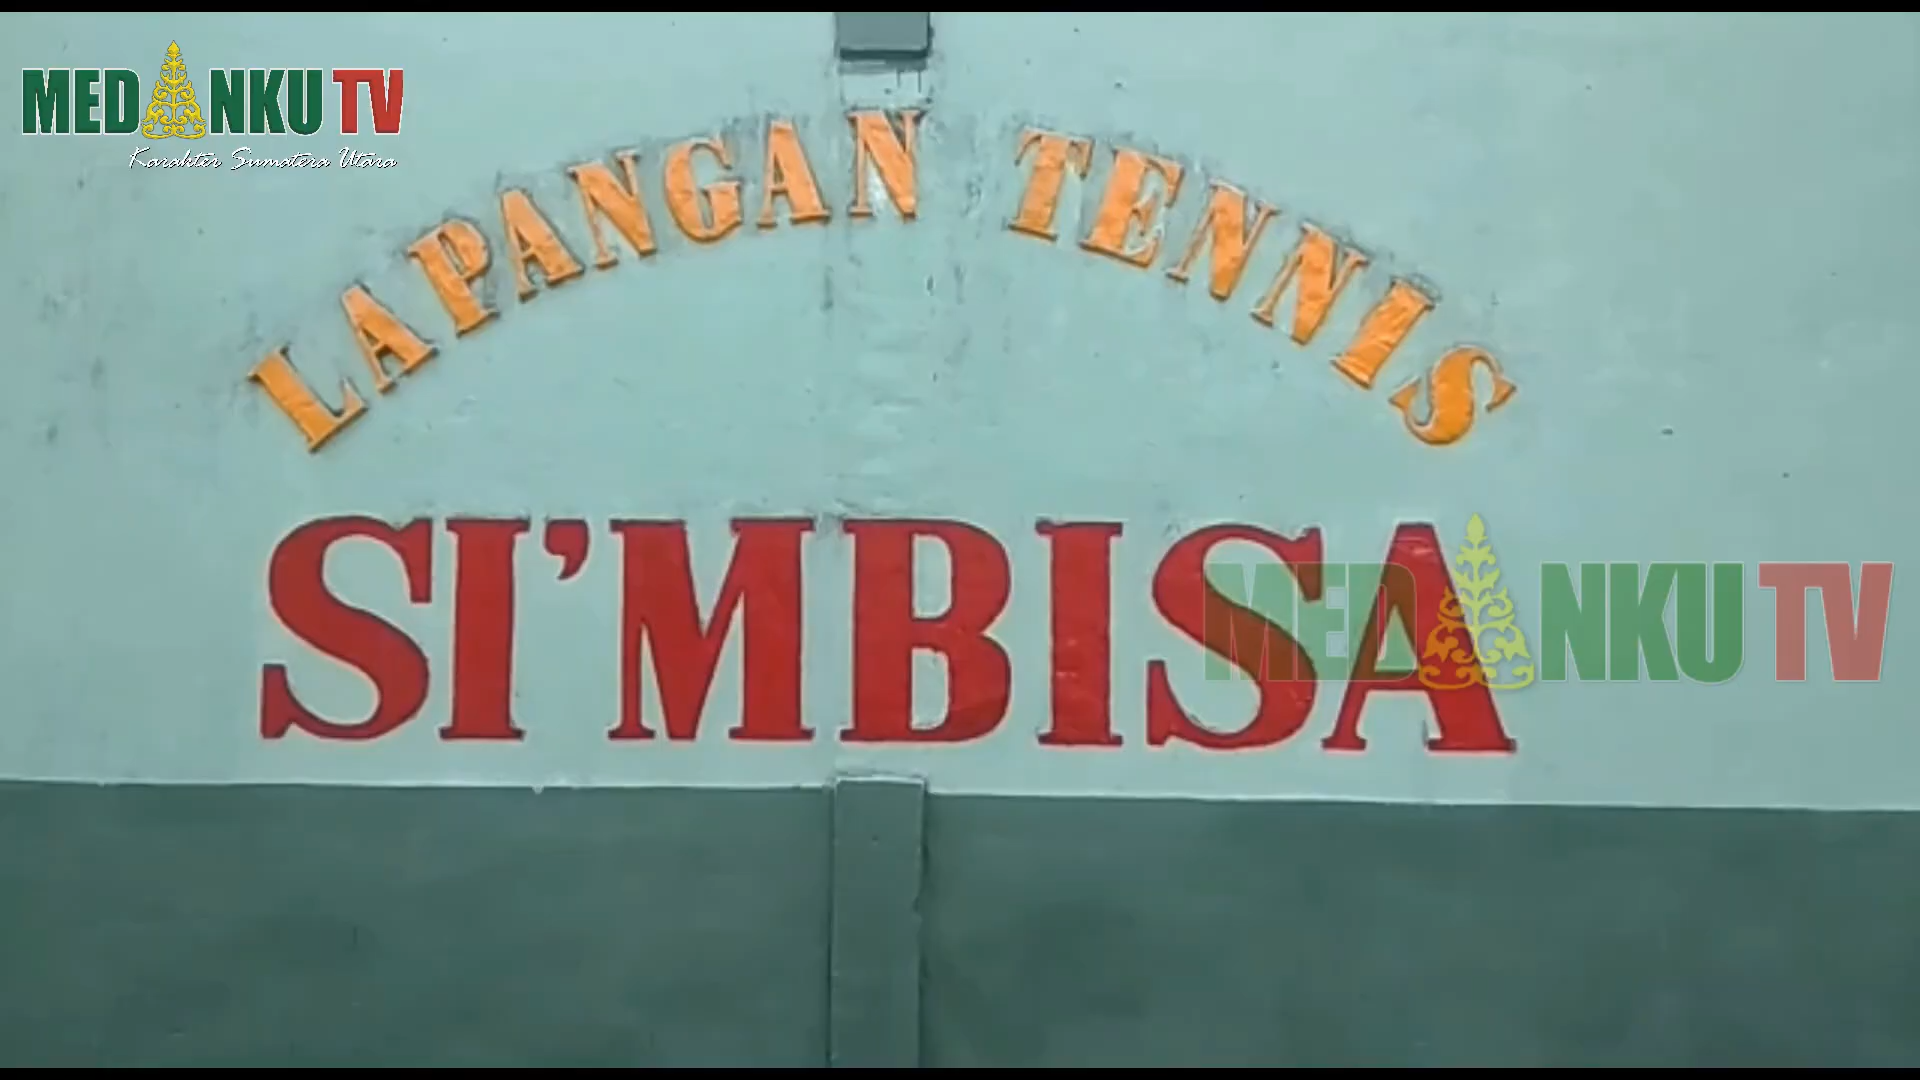 MEDANKU TV
Karakter Sumatera Utara
LAPANGAN TENNIS
SI'MBISA
MEDANKU TV